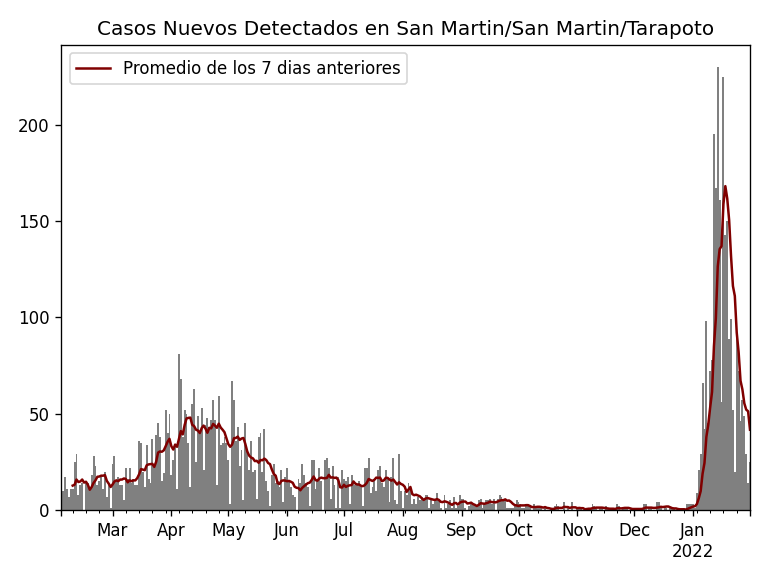 Casos Nuevos Detectados en San Martin/San Martin/Tarapoto
Promedio de los 7 dias anteriores
200
150
100
50
0
Mar Apr May Jun Jul Aug Sep Oct Nov Dec Jan
2022